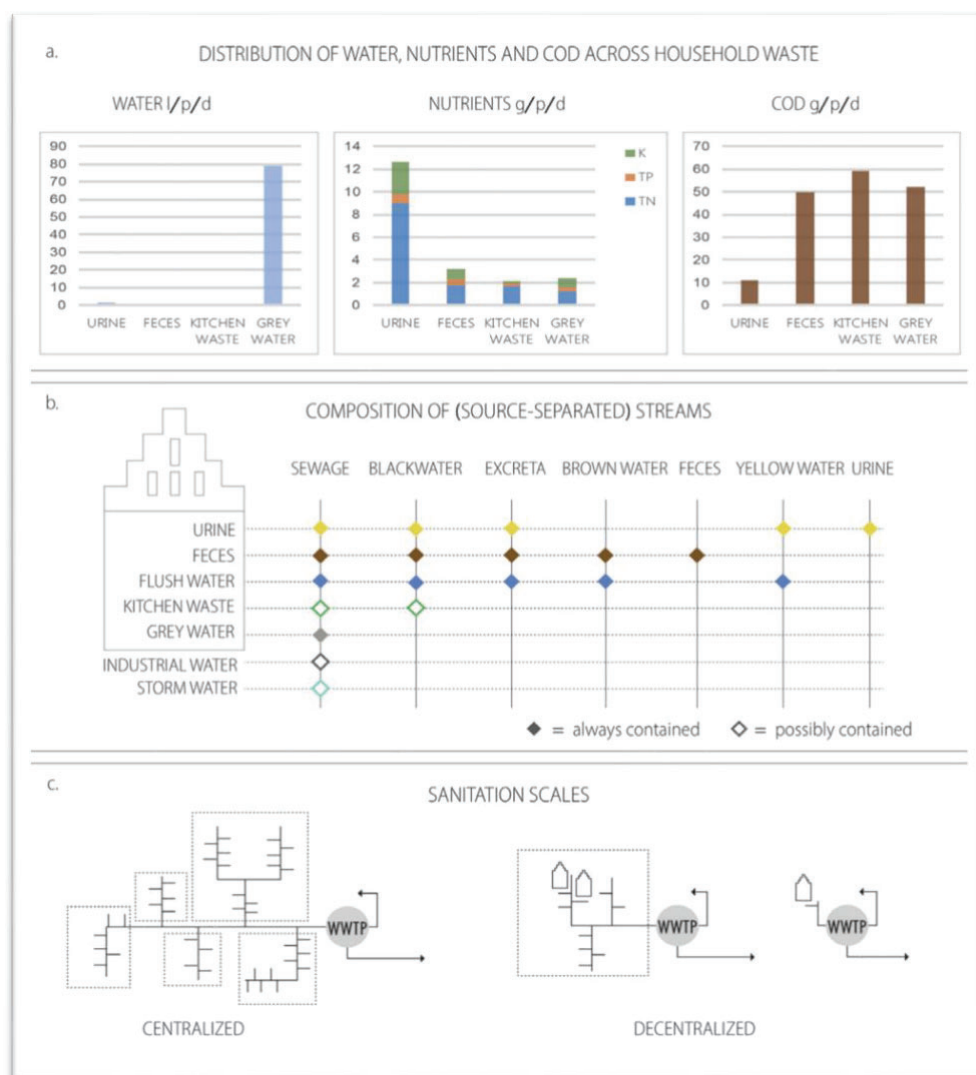 a.
DISTRIBUTION OF WATER, NUTRIENTS AND COD ACROSS HOUSEHOLD WASTE
WATER l/p/d
90
80
70
60
50
40
30
20
10
0
URINE FECES KITCHEN GREY
WASTE WATER
NUTRIENTS g/p/d
14
12
10
8
6
4
2
0
K
TP
TN
URINE FECES KITCHEN GREY
WASTE WATER
COD g/p/d
70
60
50
40
30
20
10
0
URINE FECES KITCHEN GREY
WASTE WATER
b.
COMPOSITION OF (SOURCE-SEPARATED) STREAMS
SEWAGE BLACKWATER EXCRETA BROWN WATER FECES YELLOW WATER URINE
URINE
FECES
FLUSH WATER
KITCHEN WASTE
GREY WATER
INDUSTRIAL WATER
STORM WATER
= always contained = possibly contained
c.
SANITATION SCALES
WWTP
WWTP
WWTP
CENTRALIZED
DECENTRALIZED